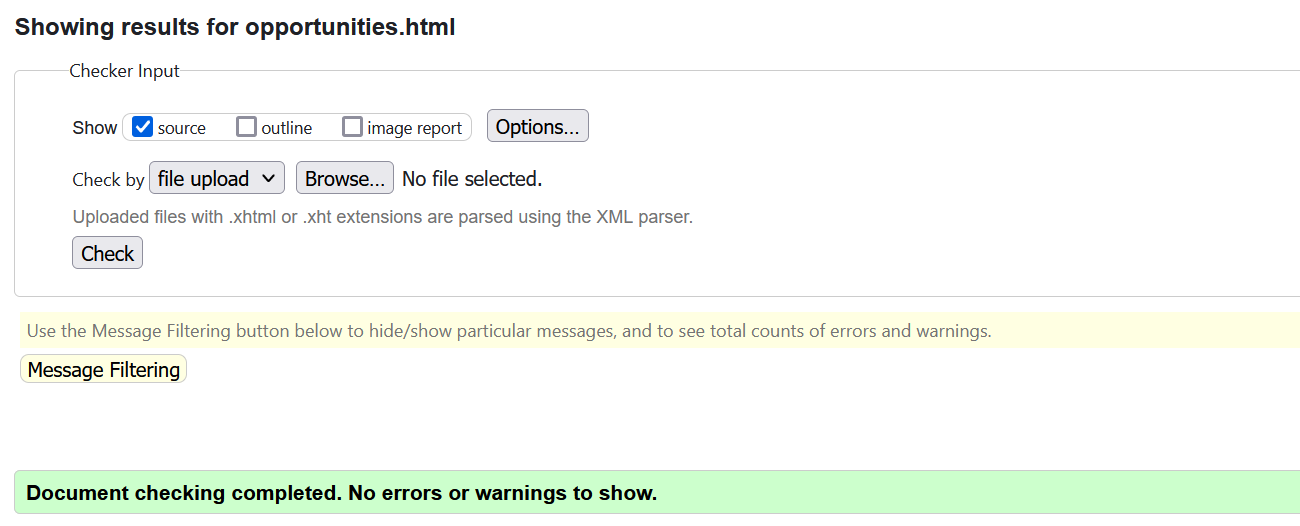 Showing results for opportunities.html
Checker Input
Show source outline image report Options...
Check by file upload Browse... No file selected.
Uploaded files with .xhtml or .xht extensions are parsed using the XML parser.
Check
Use the Message Filtering button below to hide/show particular messages, and to see total counts of errors and warnings.
Message Filtering
Document checking completed. No errors or warnings to show.